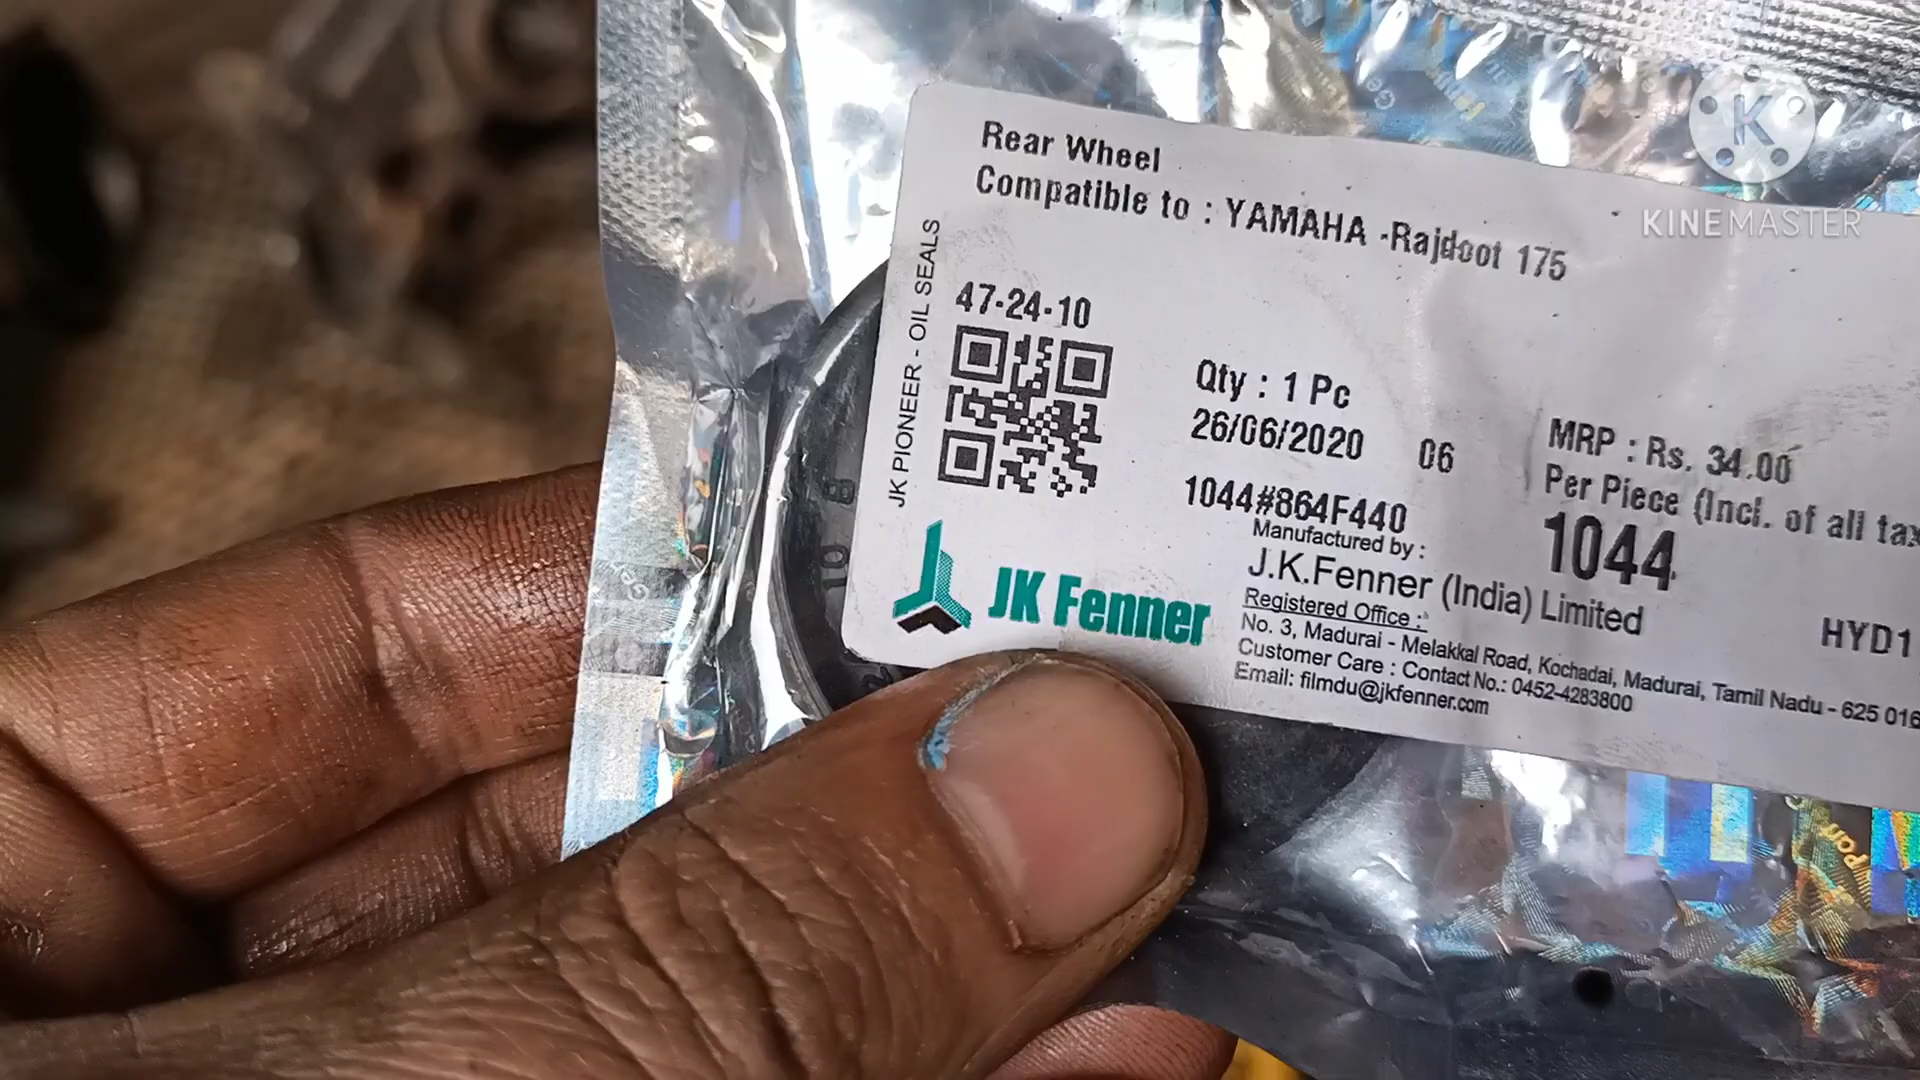 Rear Wheel
Compatible to : YAMAHA -Rajdoot 175
JK PIONEER - OIL SEALS
47-24-10
Qty : 1 Pc
26/06/2020 06
MRP : Rs. 34.00
Per Piece (Incl. of all
1044#864F440
1044
Manufactured by :
J.K.Fenner (India) Limited
HYD1
JK Fenner
Registered Office :
No. 3, Madurai - Melakkal Road, Kochadai, Madurai, Tamil Nadu - 625 016
Customer Care : Contact No.: 0452-4283800
Email: filmdu@jkfenner.com
K
KINEMASTER
8
10